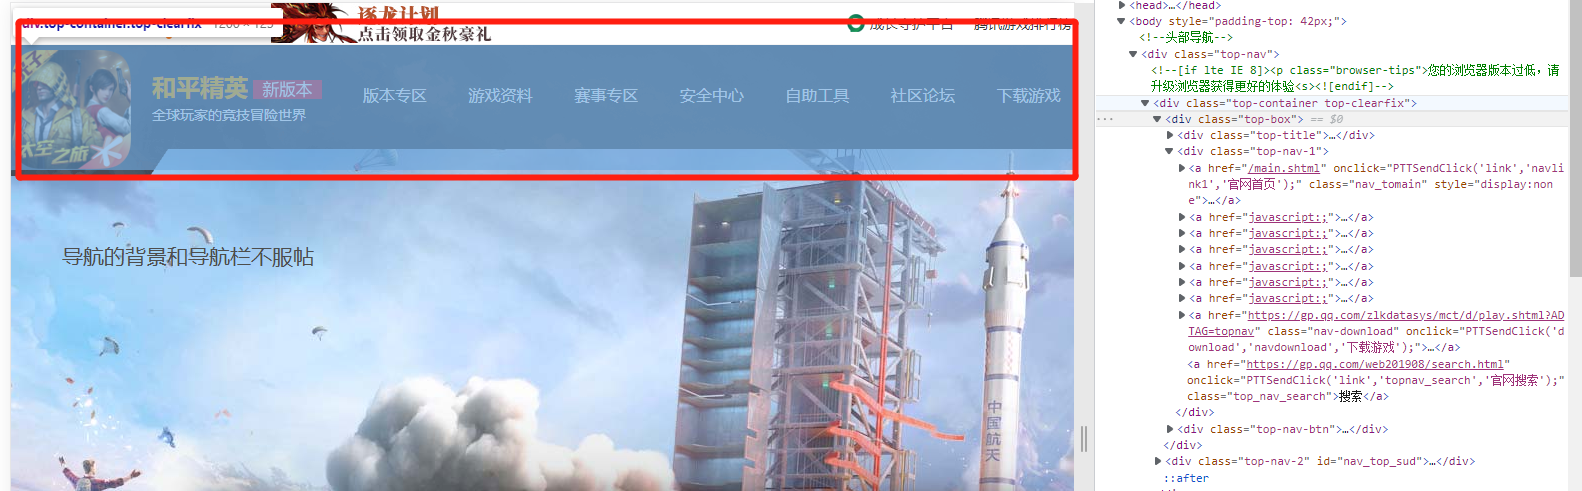 逐龙计划
div.top-container.top-clearfix 1200 × 125
点击领取金秋豪礼
成长守护平台 腾讯游戏排行榜
和平精英 新版本
全球玩家的竞技冒险世界
版本专区 游戏资料 赛事专区 安全中心 自助工具 社区论坛 下载游戏
太空之旅
导航的背景和导航栏不服帖
中国航天
<head>…</head>
<body style="padding-top: 42px;">
<!--头部导航-->
<div class="top-nav">
<!--[if lte IE 8]><p class="browser-tips">您的浏览器版本过低，请
升级浏览器获得更好的体验<s><![endif]-->
<div class="top-container top-clearfix">
<div class="top-box"> == $0
<div class="top-title">…</div>
<div class="top-nav-1">
<a href="/main.shtml" onclick="PTTSendClick('link','navli
nk1','官网首页');" class="nav_tomain" style="display:non
e">…</a>
<a href="javascript:;">…</a>
<a href="javascript:;">…</a>
<a href="javascript:;">…</a>
<a href="javascript:;">…</a>
<a href="javascript:;">…</a>
<a href="javascript:;">…</a>
<a href="https://gp.qq.com/zlkdatasys/mct/d/play.shtml?AD
TAG=topnav" class="nav-download" onclick="PTTSendClick('d
ownload','navdownload','下载游戏');">…</a>
<a href="https://gp.qq.com/web201908/search.html"
onclick="PTTSendClick('link','topnav_search','官网搜索');"
class="top_nav_search">搜索</a>
</div>
<div class="top-nav-btn">…</div>
</div>
<div class="top-nav-2" id="nav_top_sud">…</div>
::after